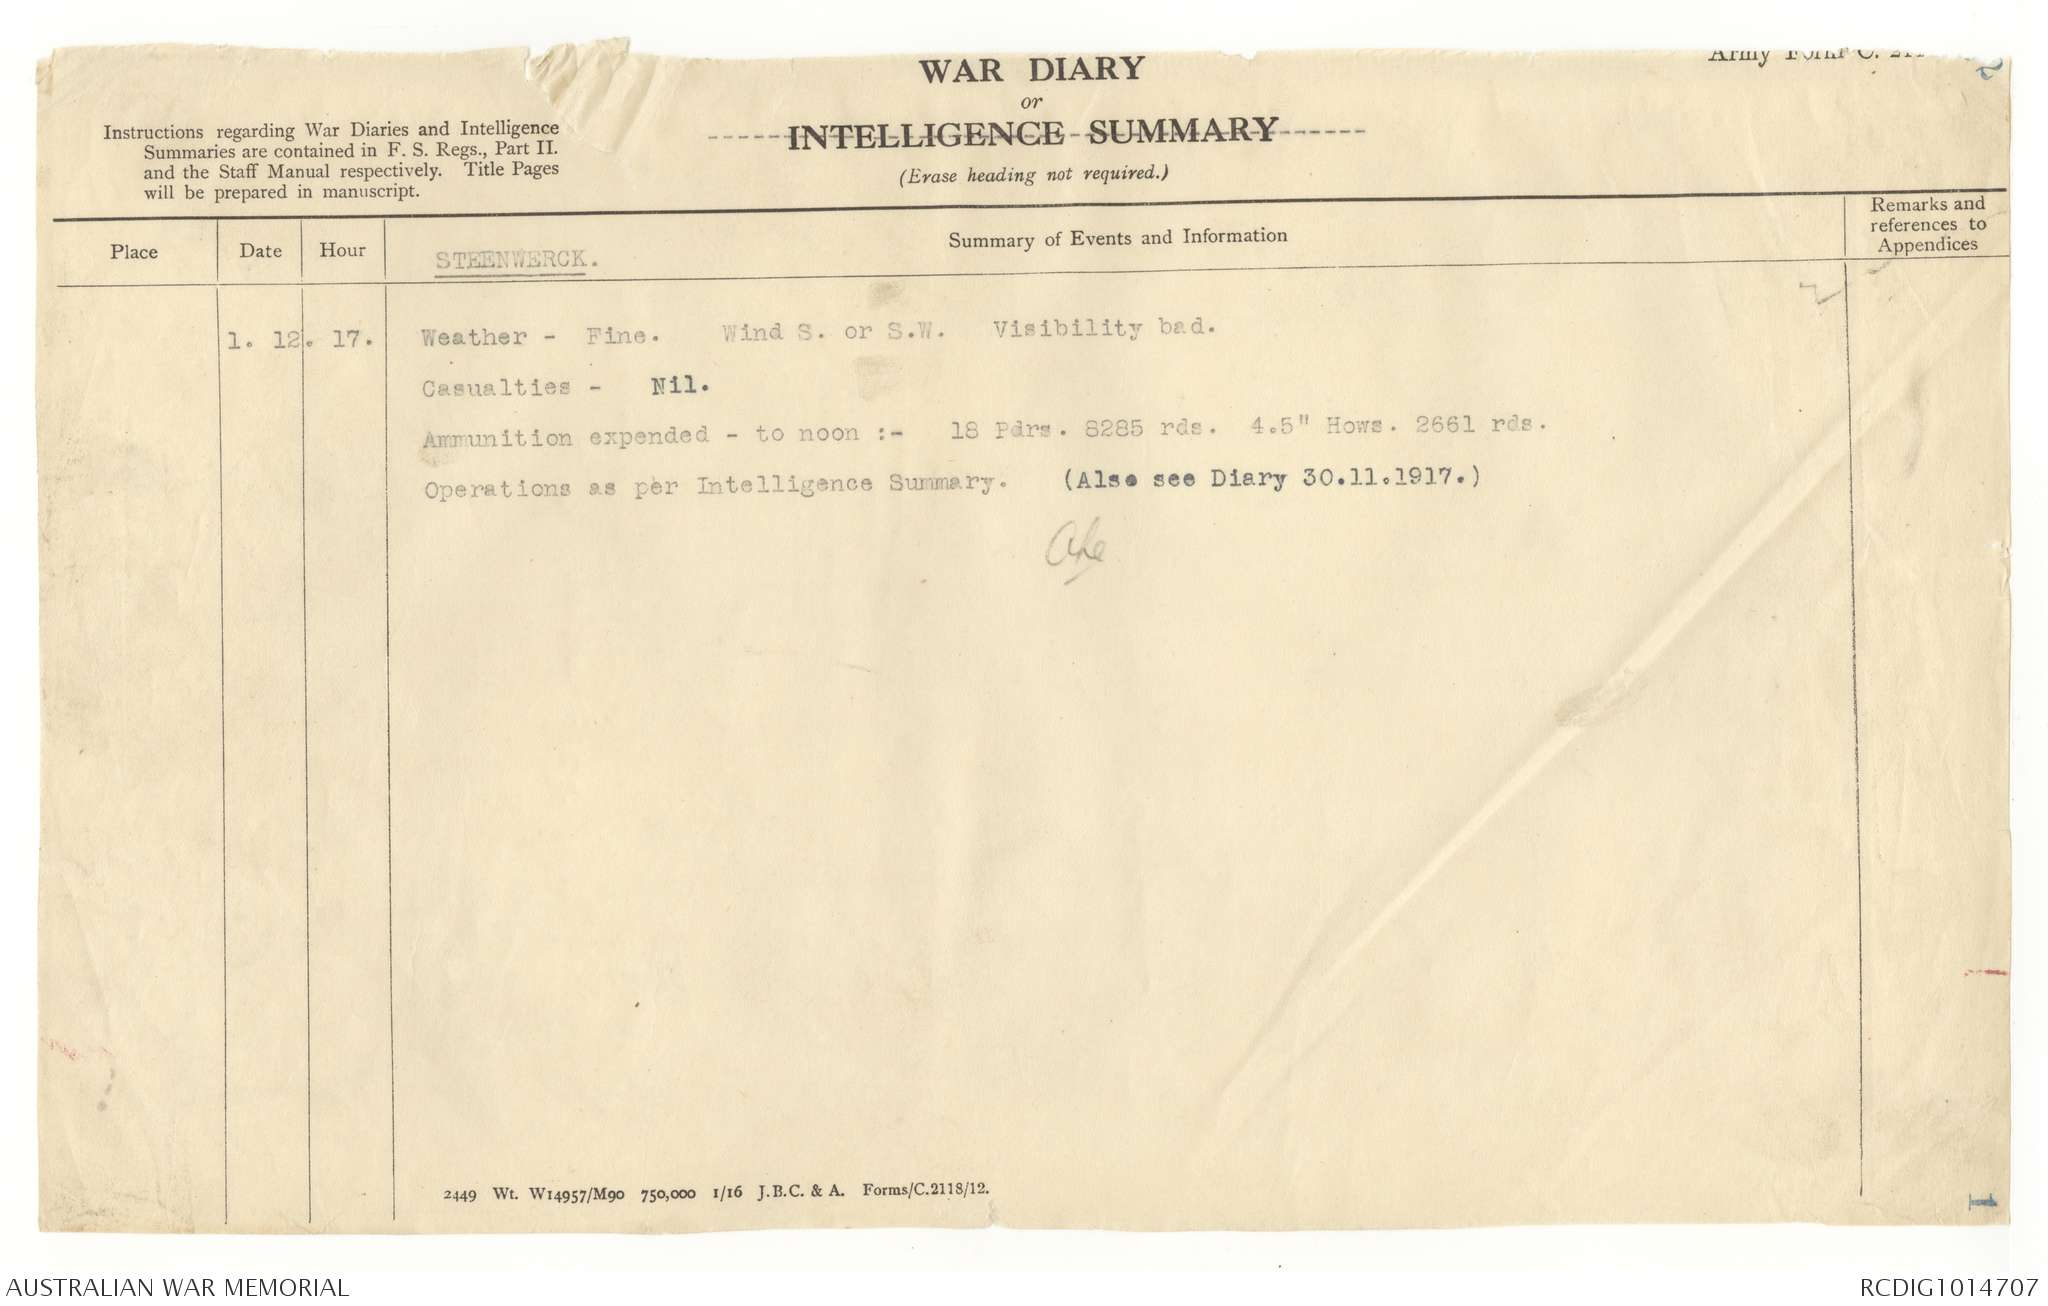 Army Form C.
WAR DIARY
or
INTELLIGENCE SUMMARY
(Erase heading not required.)
Instructions regarding War Diaries and Intelligence
Summaries are contained in F. S. Regs., Part II.
and the Staff Manual respectively. Title Pages
will be prepared in manuscript.
Place
Date
Hour
Summary of Events and Information
Remarks and
references to
Appendices
STEENWERCK.
1. 12. 17.
Weather - Fine. Wind S. or S.W. Visibility bad.
Casualties - Nil.
Ammunition expended - to noon :- 18 Pdrs. 8285 rds. 4.5" Hows. 2661 rds.
Operations as per Intelligence Summary. (Also see Diary 30.11.1917.)
2449 Wt. W14957/M90 750,000 1/16 J.B.C. & A. Forms/C.2118/12.
1
AUSTRALIAN WAR MEMORIAL
RCDIG1014707